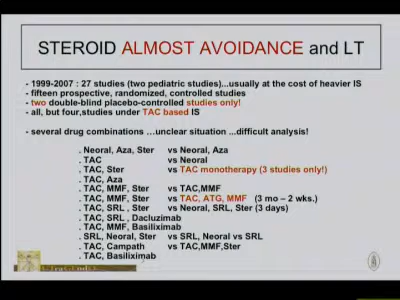 STEROID ALMOST AVOIDANCE and LT
- 1999-2007 : 27 studies (two pediatric studies)...usually at the cost of heavier IS
- fifteen prospective, randomized, controlled studies
- two double-blind placebo-controlled studies only!
- all, but four,studies under TAC based IS
- several drug combinations …unclear situation ...difficult analysis!
. Neoral, Aza, Ster vs Neoral, Aza
. TAC vs Neoral
. TAC, Ster vs TAC monotherapy (3 studies only!)
. TAC, Aza
. TAC, MMF, Ster vs TAC,MMF
. TAC, MMF, Ster vs TAC, ATG, MMF (3 mo – 2 wks.)
. TAC, SRL , Ster vs Neoral, SRL, Ster (3 days)
. TAC, SRL , Dacluzimab
. TAC, MMF, Basiliximab
. SRL, Neoral, Ster vs SRL, Neoral vs SRL
. TAC, Campath vs TAC,MMF,Ster
. TAC, Basiliximab